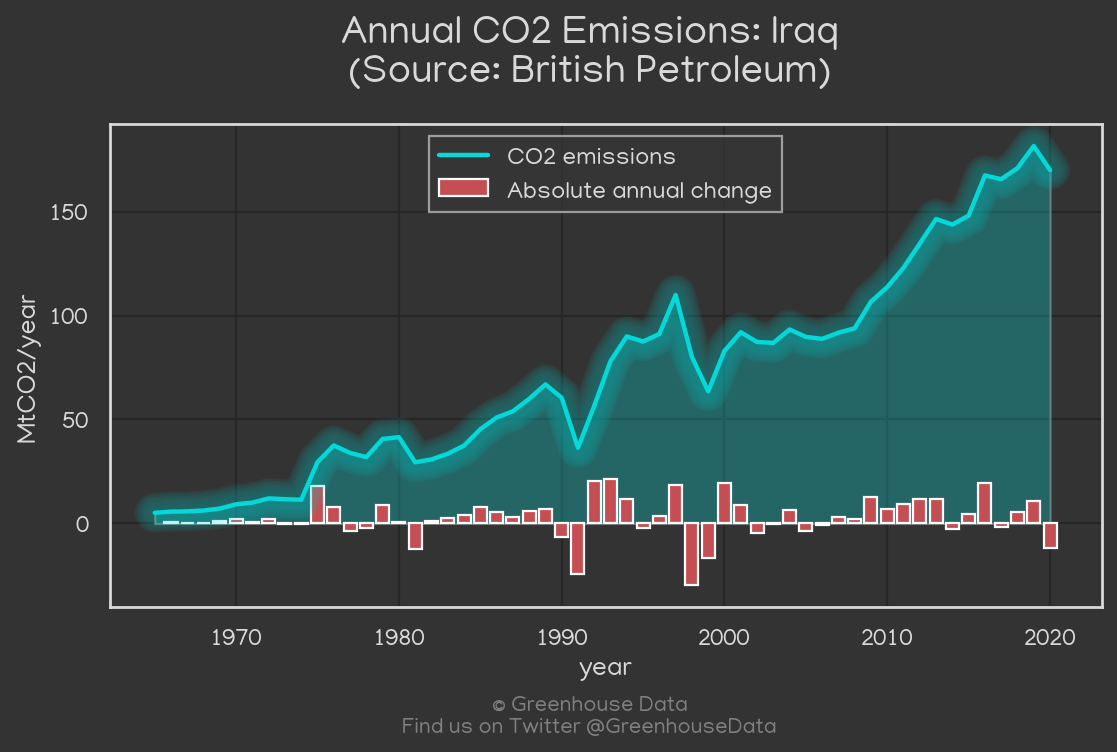 Annual CO2 Emissions: Iraq
(Source: British Petroleum)
CO2 emissions
Absolute annual change
MtCO2/year
150
100
50
0
1970 1980 1990 2000 2010 2020
year
© Greenhouse Data
Find us on Twitter @GreenhouseData